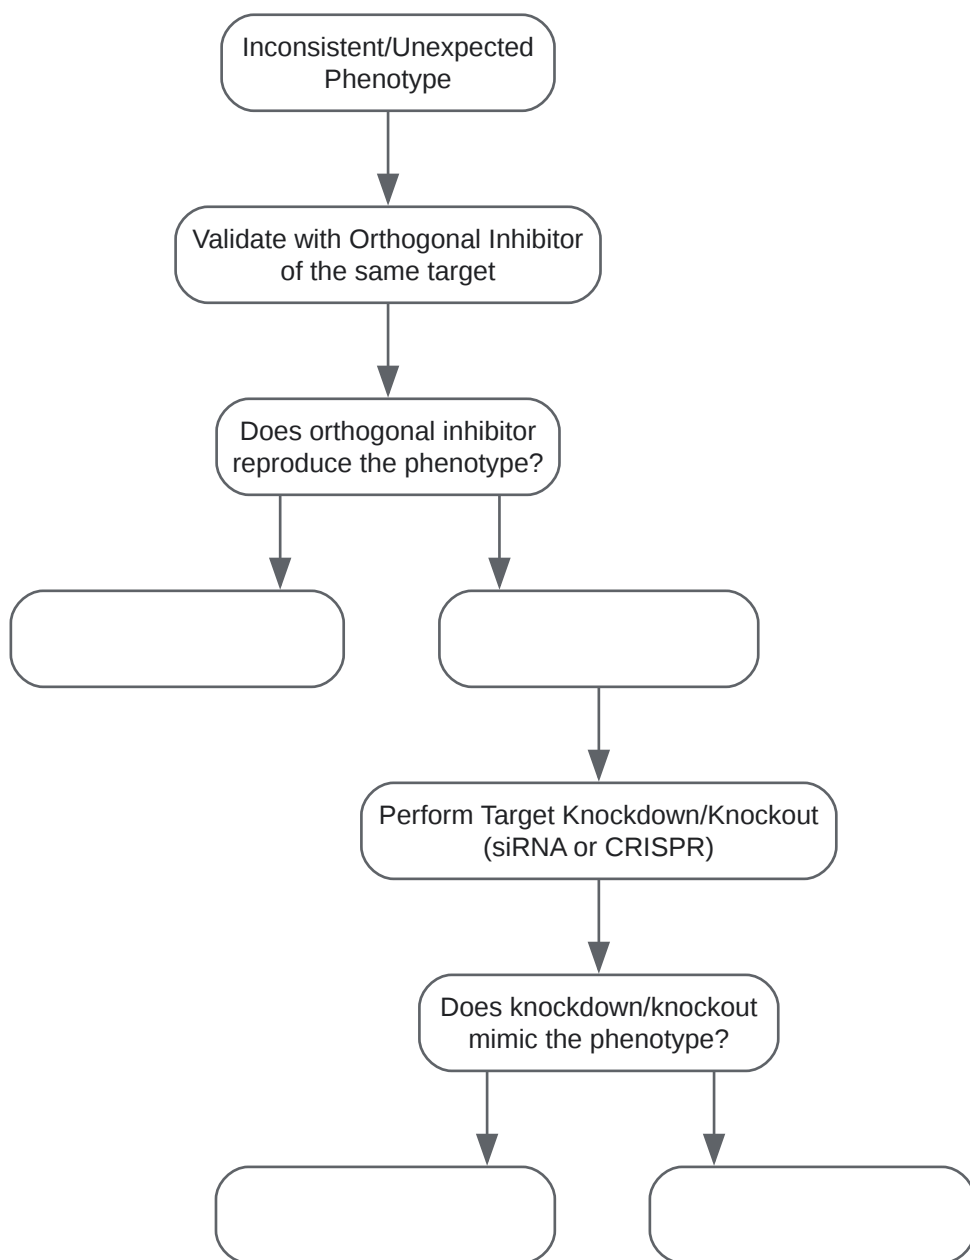 Inconsistent/Unexpected
Phenotype
Validate with Orthogonal Inhibitor
of the same target
Does orthogonal inhibitor
reproduce the phenotype?
Perform Target Knockdown/Knockout
(siRNA or CRISPR)
Does knockdown/knockout
mimic the phenotype?